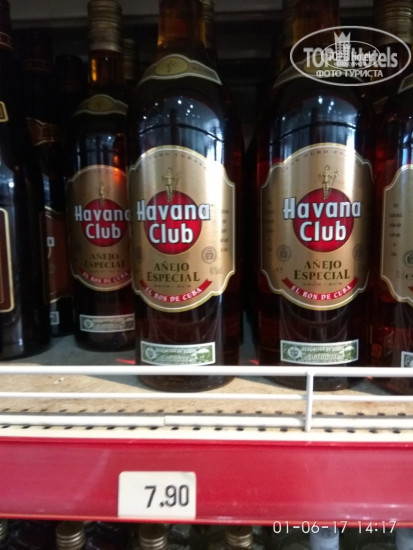 TopHotels
ФОТО ТУРИСТА
Havana
Club
AÑEJO
ESPECIAL
EL RON DE CUBA
Havana
Club
AÑEJO
ESPECIAL
EL RON DE CUBA
Havana
Club
AÑEJO
ESPECIAL
EL RON DE CUBA
7.90
01-06-17 14:17